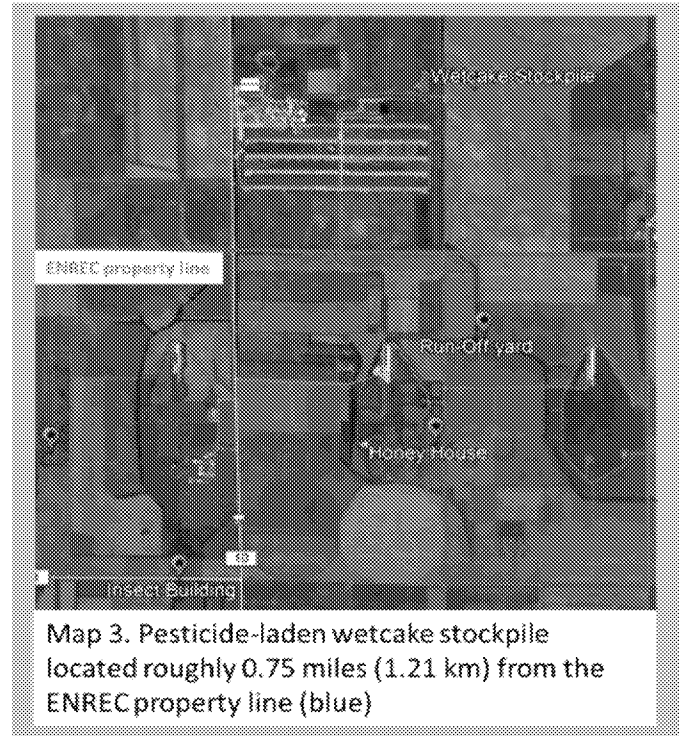 Wetcake Stockpile
ENREC property line
Run-Off yard
Honey House
Insect Building
Map 3. Pesticide-laden wetcake stockpile
located roughly 0.75 miles (1.21 km) from the
ENREC property line (blue)